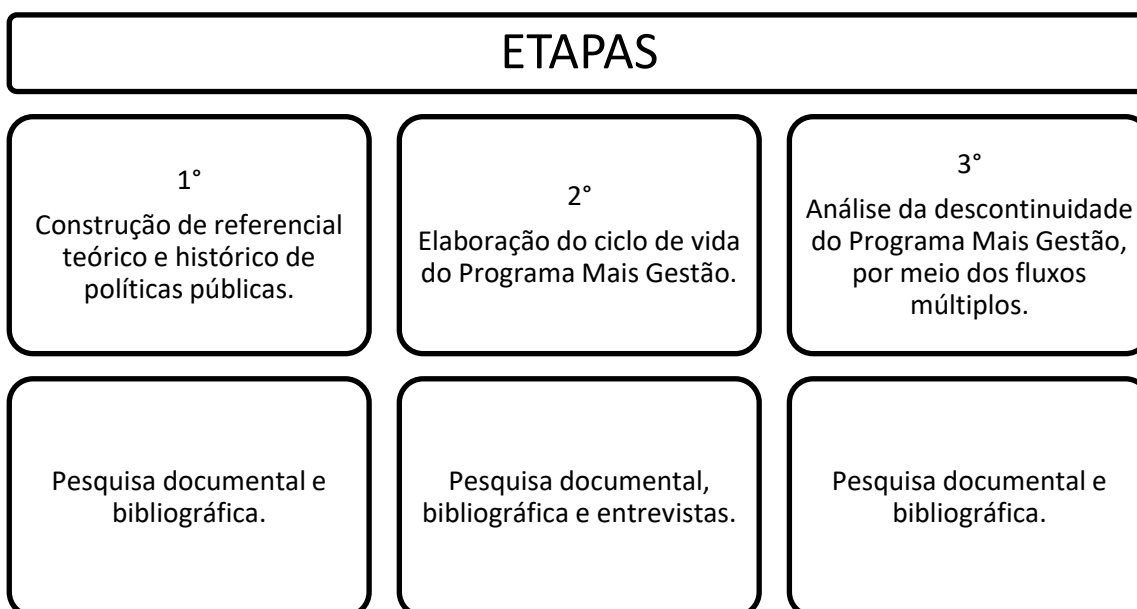 ETAPAS
1°
Construção de referencial
teórico e histórico de
políticas públicas.
2°
Elaboração do ciclo de vida
do Programa Mais Gestão.
3°
Análise da descontinuidade
do Programa Mais Gestão,
por meio dos fluxos
múltiplos.
Pesquisa documental e
bibliográfica.
Pesquisa documental,
bibliográfica e entrevistas.
Pesquisa documental e
bibliográfica.